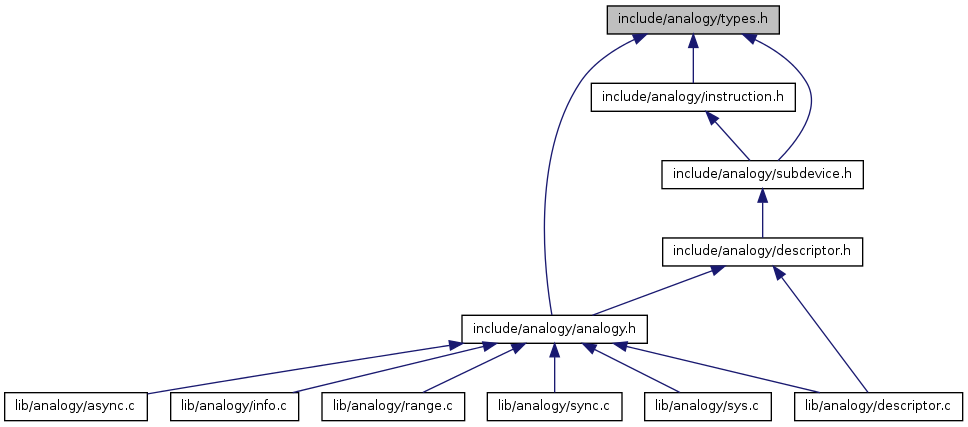 include/analogy/types.h
include/analogy/instruction.h
include/analogy/subdevice.h
include/analogy/descriptor.h
include/analogy/analogy.h
lib/analogy/async.c
lib/analogy/info.c
lib/analogy/range.c
lib/analogy/sync.c
lib/analogy/sys.c
lib/analogy/descriptor.c